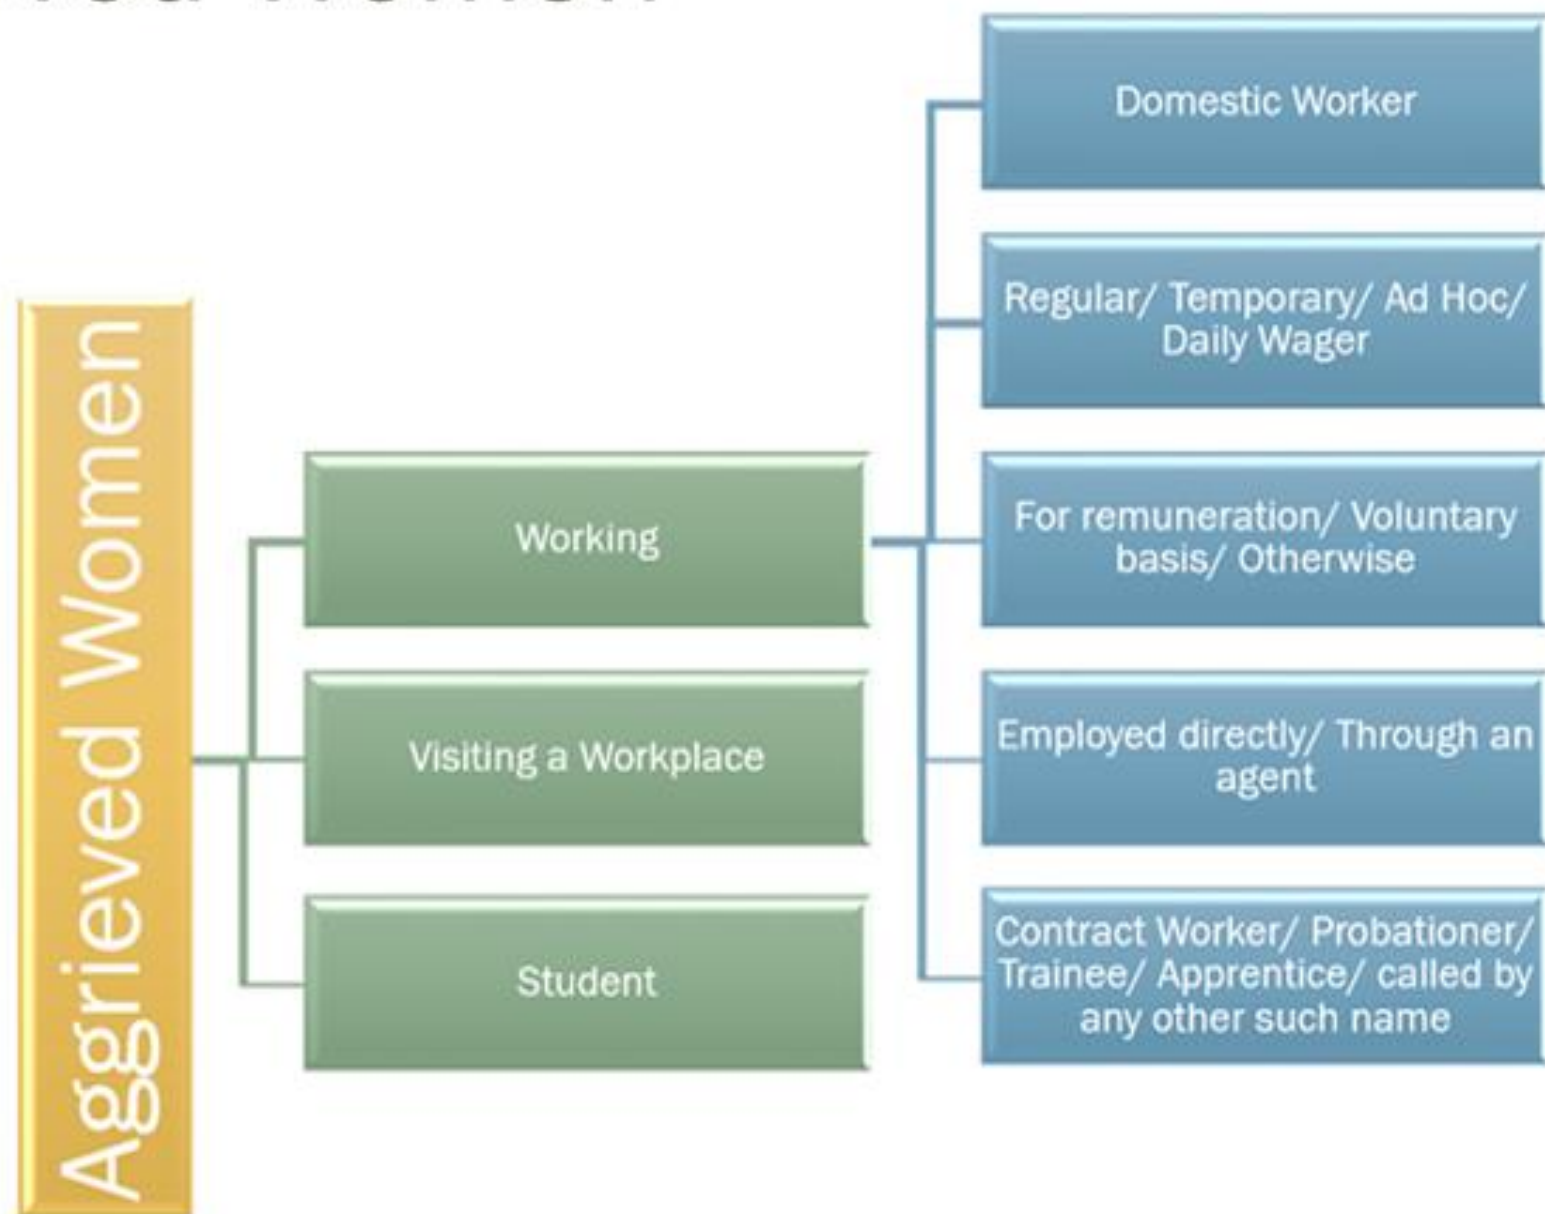 Women
Aggrieved Women
Working
Visiting a Workplace
Student
Domestic Worker
Regular/ Temporary/ Ad Hoc/
Daily Wager
For remuneration/ Voluntary
basis/ Otherwise
Employed directly/ Through an
agent
Contract Worker/ Probationer/
Trainee/ Apprentice/ called by
any other such name